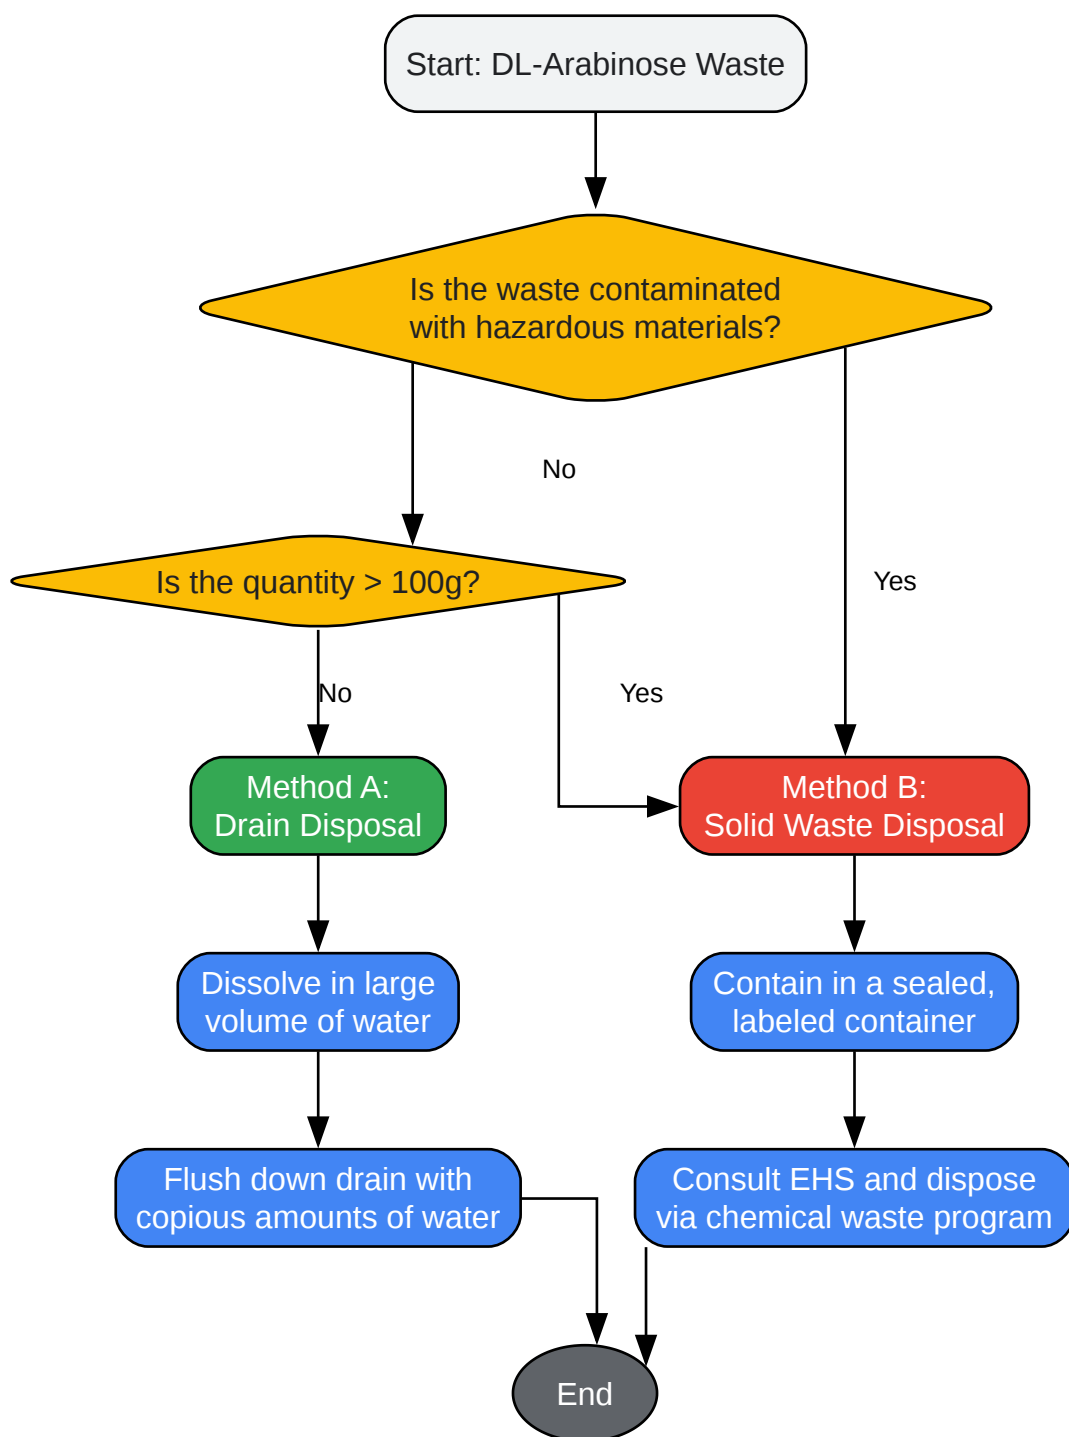 Start: DL-Arabinose Waste
Is the waste contaminated
with hazardous materials?
No
Yes
Is the quantity > 100g?
No
Yes
Method A:
Drain Disposal
Method B:
Solid Waste Disposal
Dissolve in large
volume of water
Contain in a sealed,
labeled container
Flush down drain with
copious amounts of water
Consult EHS and dispose
via chemical waste program
End